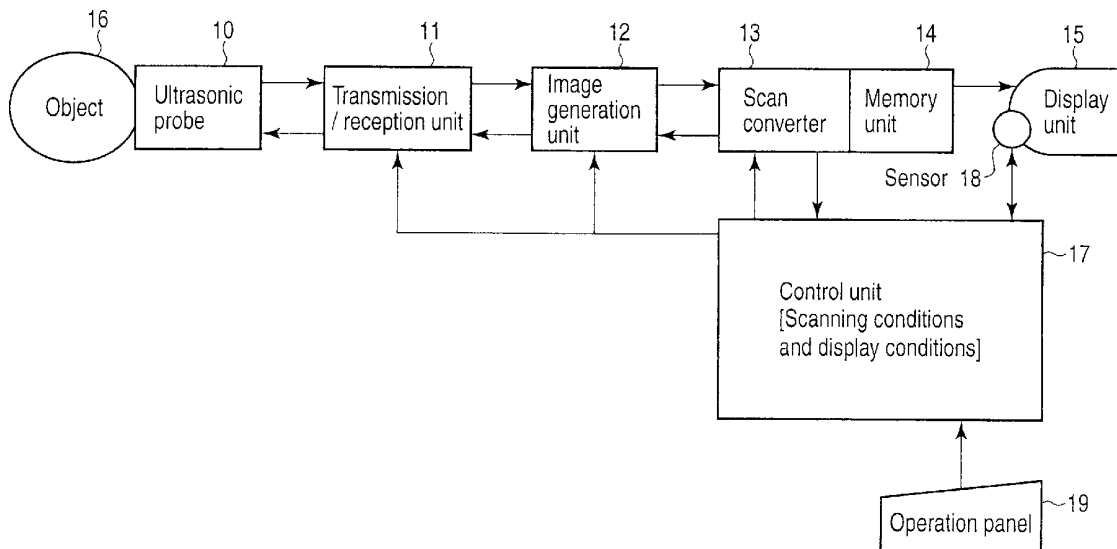 16
10
11
12
13
14
15
Object
Ultrasonic
probe
Transmission
/ reception unit
Image
generation
unit
Scan
converter
Memory
unit
Display
unit
Sensor 18
17
Control unit
[Scanning conditions
and display conditions]
19
Operation panel